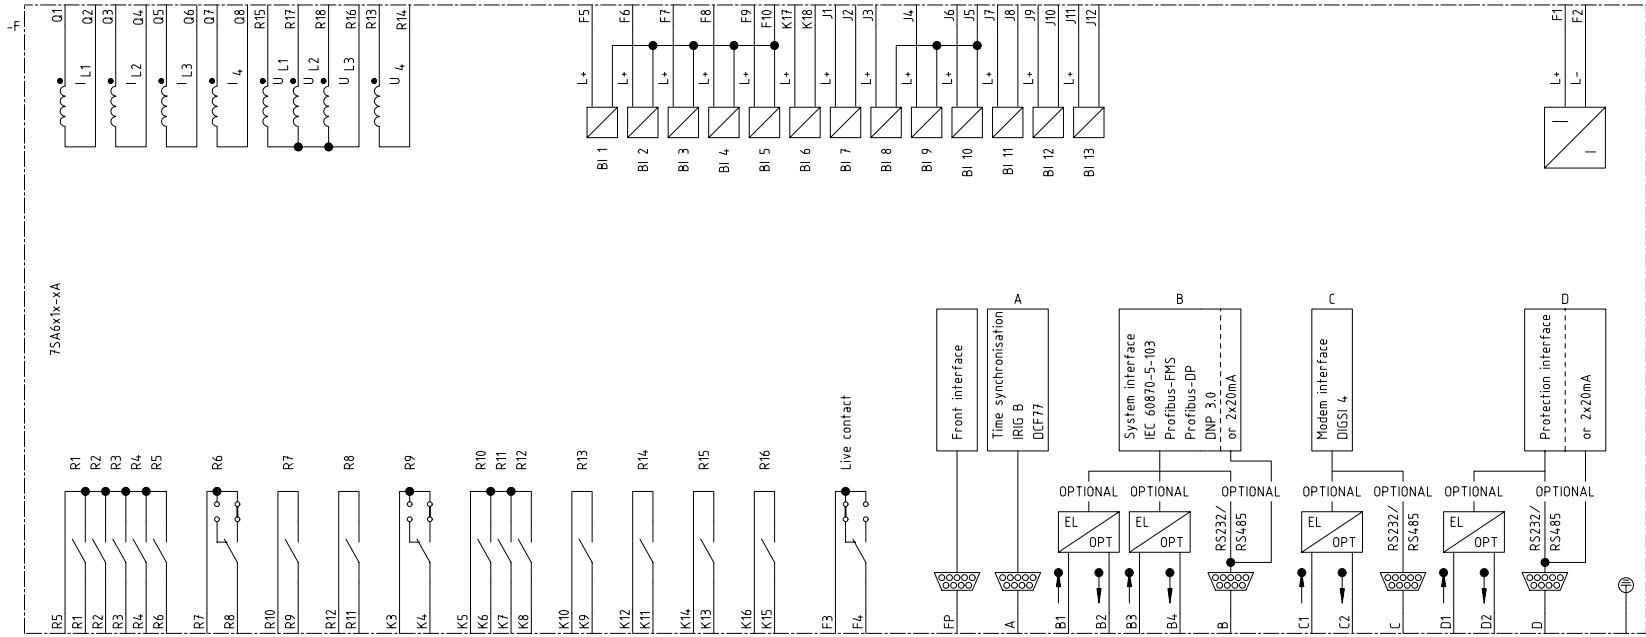 -F
Q1 Q2 Q3 Q4 Q5 Q6 Q7 Q8 R15 R17 R18 R16 R13 R14
F5 F6 F7 F8 F9 F10 K17 K18 J1 J2 J3 J4 J6 J5 J7 J8 J9 J10 J11 J12
F1 F2
I L1
I L2
I L3
I 4
U L1
U L2
U L3
U 4
L+ L+ L+ L+ L+ L+ L+ L+ L+ L+ L+ L+ L+
L+ L-
BI 1
BI 2
BI 3
BI 4
BI 5
BI 6
BI 7
BI 8
BI 9
BI 10
BI 11
BI 12
BI 13
7SA6x1x-xA
A
B
C
D
Front interface
Time synchronisation
IRIG B
DCF77
System interface
IEC 60870-5-103
Profibus-FMS
Profibus-DP
DNP 3.0
or 2x20mA
Modem interface
DIGSI 4
Protection interface
or 2x20mA
R1 R2 R3 R4 R5 R6 R7 R8 R9 R10 R11 R12 R13 R14 R15 R16
Live contact
OPTIONAL OPTIONAL OPTIONAL OPTIONAL OPTIONAL OPTIONAL OPTIONAL
EL
OPT
EL
OPT
RS232/
RS485
EL
OPT
RS232/
RS485
EL
OPT
RS232/
RS485
R5 R1 R2 R3 R4 R6 R7 R8 R10 R9 R12 R11 K3 K4 K5 K6 K7 K8 K10 K9 K12 K11 K14 K13 K16 K15 F3 F4 FP A B1 B2 B3 B4 B C1 C2 C D1 D2 D